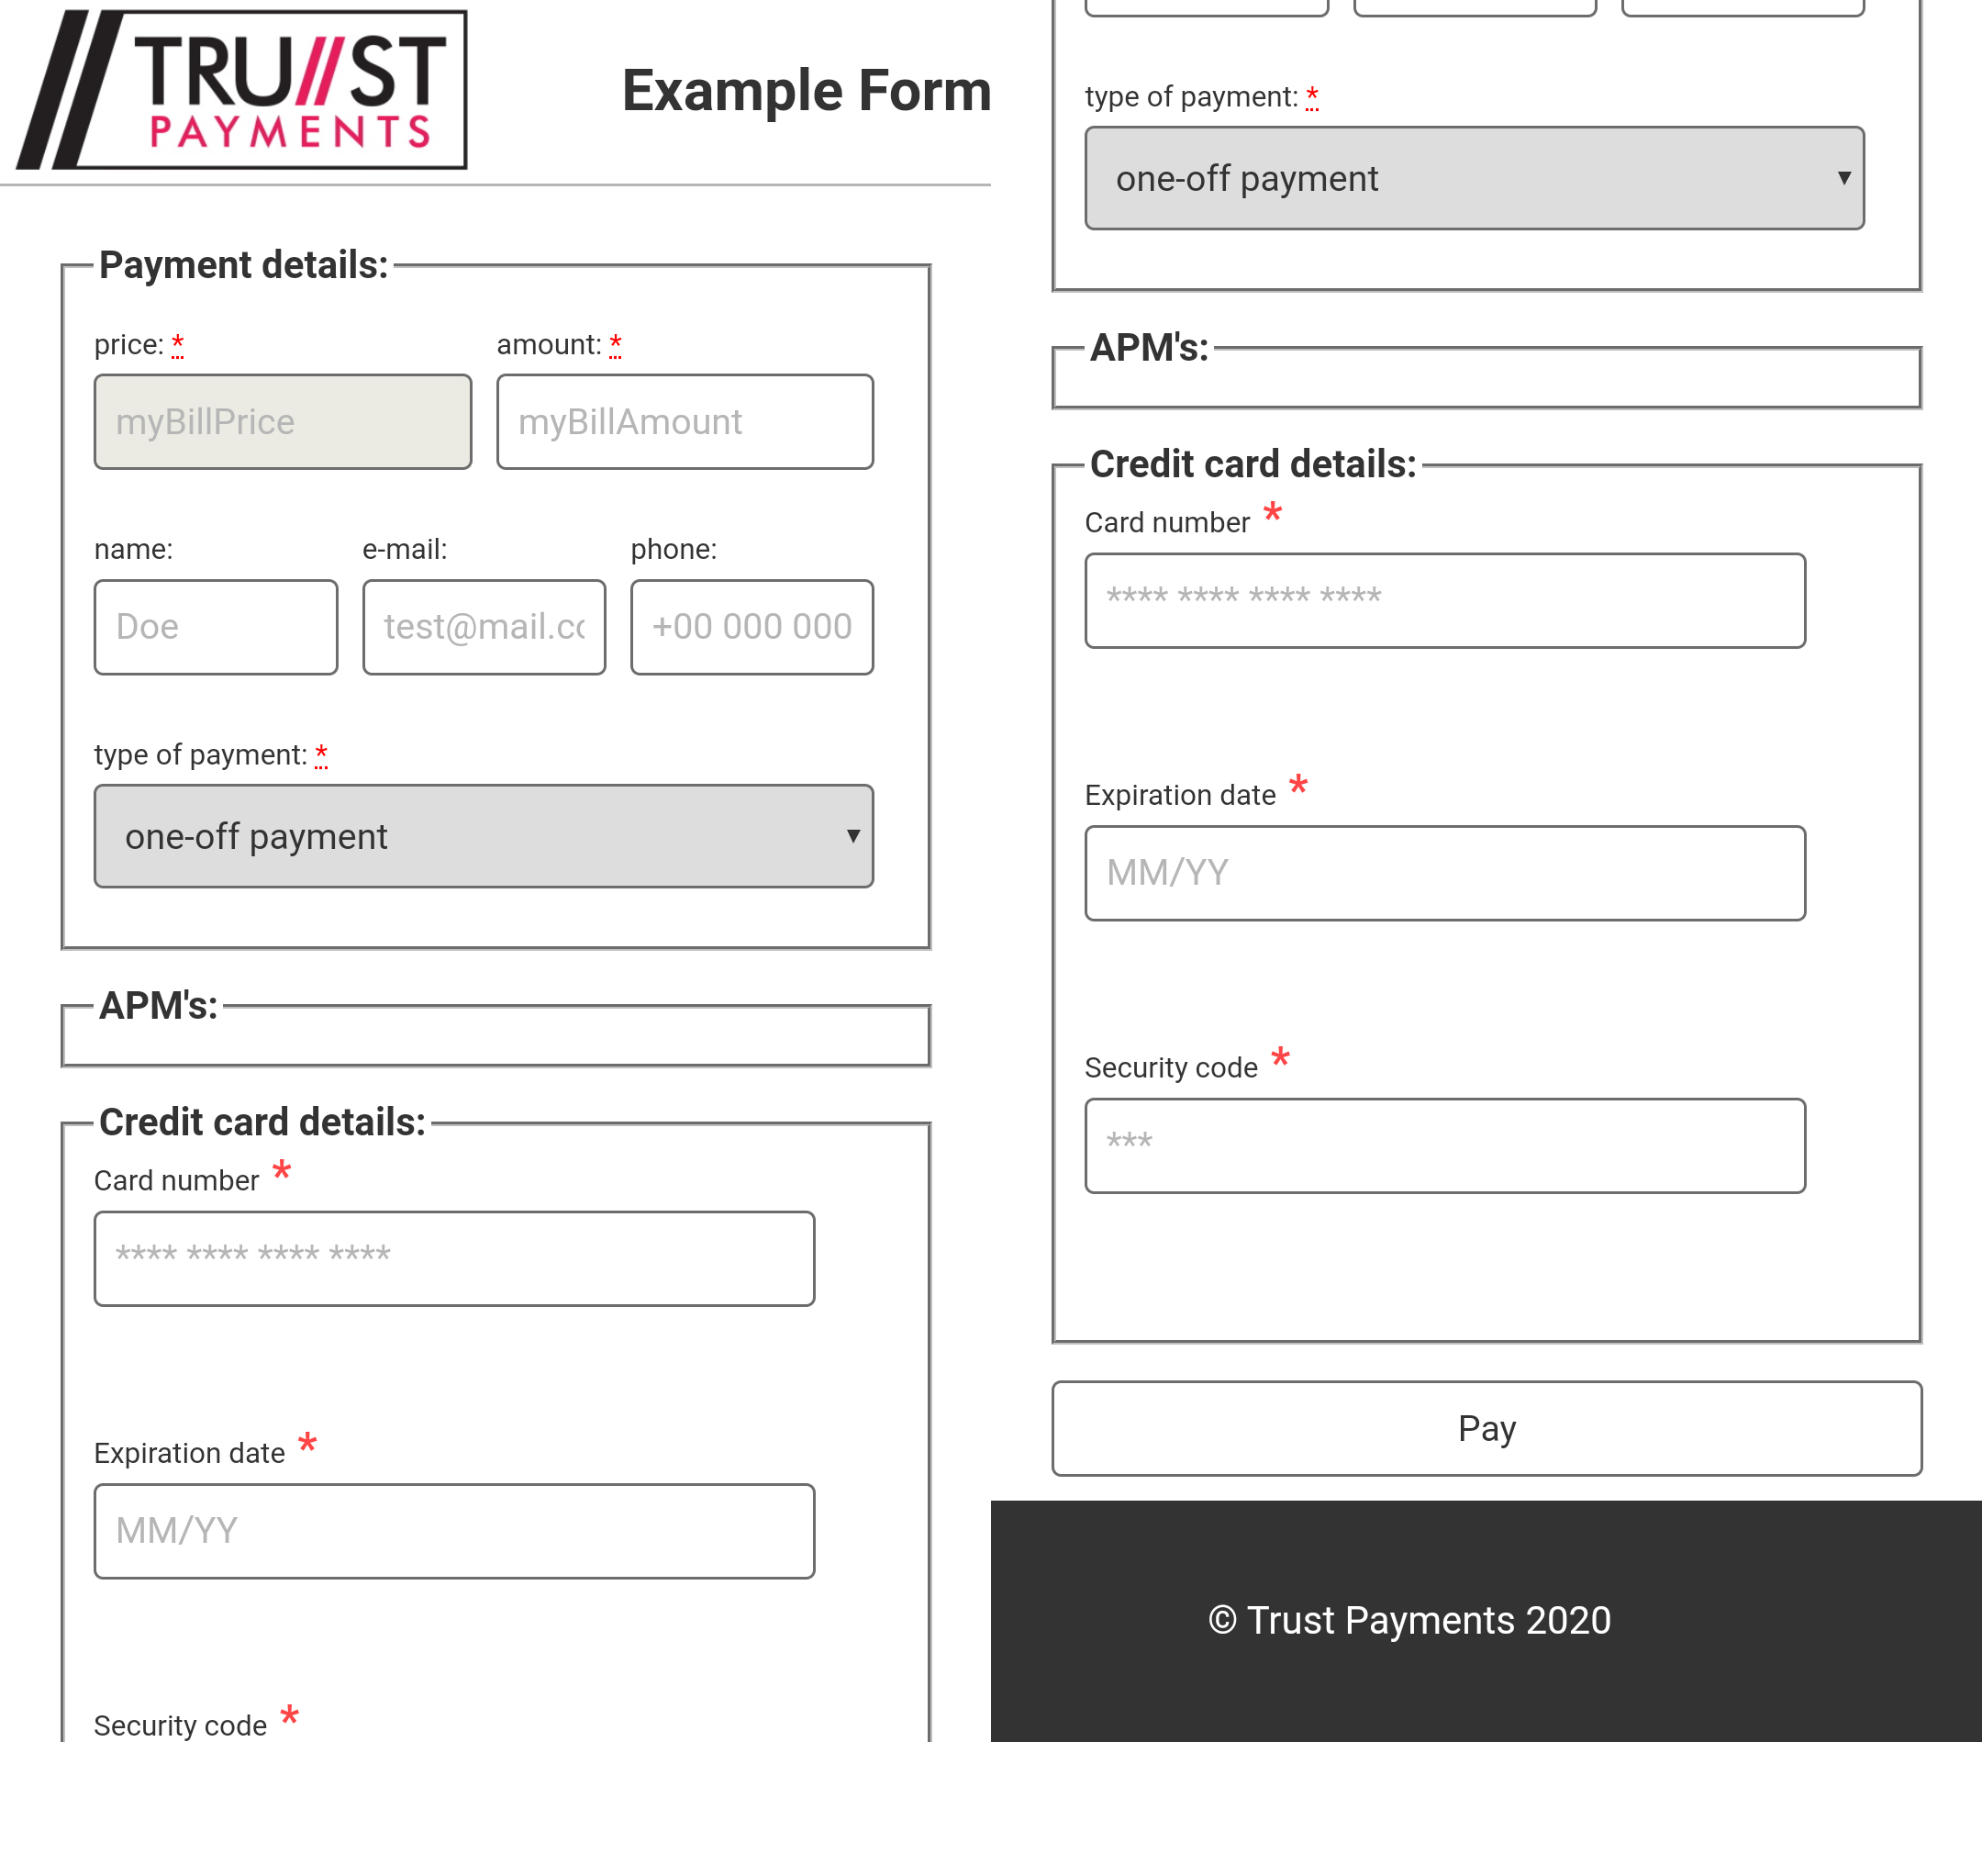 TRU//ST
PAYMENTS
Example Form
Payment details:
price: *
amount: *
myBillPrice
myBillAmount
name:
e-mail:
phone:
Doe
test@mail.cc
+00 000 000
type of payment: *
one-off payment
APM's:
Credit card details:
Card number *
**** **** **** ****
Expiration date *
MM/YY
Security code *
type of payment: *
one-off payment
APM's:
Credit card details:
Card number *
**** **** **** ****
Expiration date *
MM/YY
Security code *
***
Pay
© Trust Payments 2020